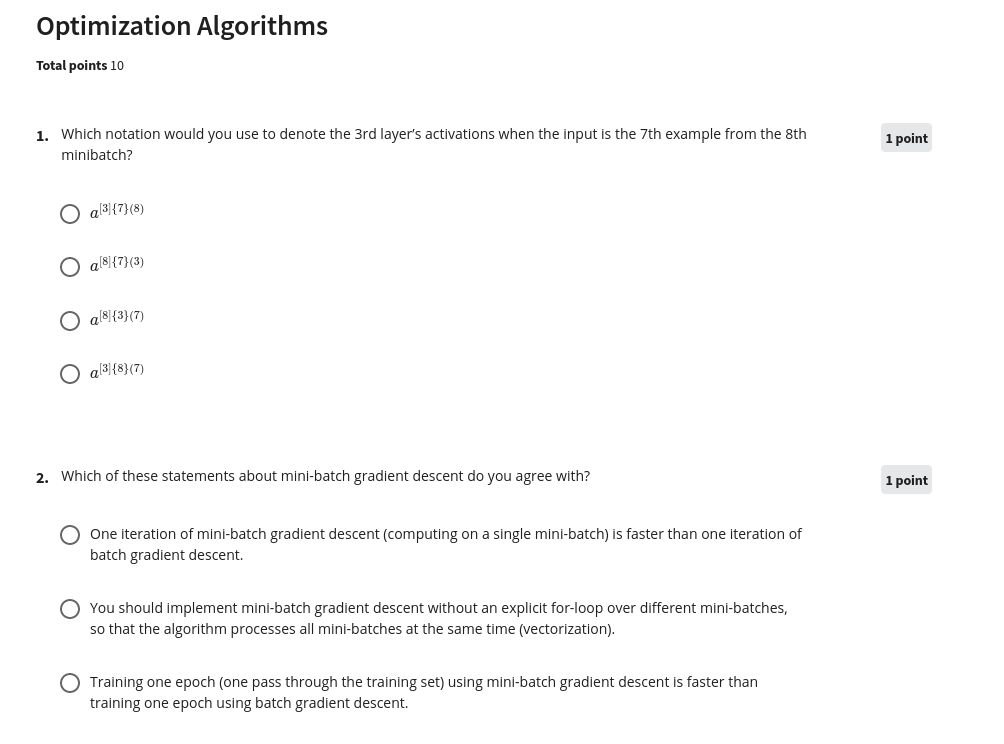 Optimization Algorithms
Total points 10
1. Which notation would you use to denote the 3rd layer's activations when the input is the 7th example from the 8th
minibatch?
1 point
a^{[3]{7}(8)}
a^{[8]{7}(3)}
a^{[8]{3}(7)}
a^{[3]{8}(7)}
2. Which of these statements about mini-batch gradient descent do you agree with?
1 point
One iteration of mini-batch gradient descent (computing on a single mini-batch) is faster than one iteration of
batch gradient descent.
You should implement mini-batch gradient descent without an explicit for-loop over different mini-batches,
so that the algorithm processes all mini-batches at the same time (vectorization).
Training one epoch (one pass through the training set) using mini-batch gradient descent is faster than
training one epoch using batch gradient descent.